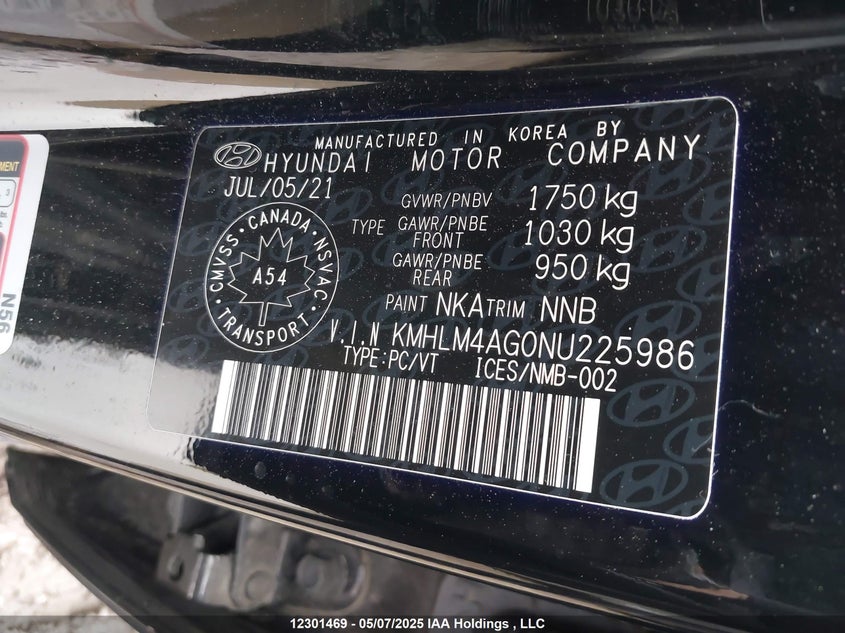 MANUFACTURED IN KOREA BY
HYUNDAI MOTOR COMPANY
JUL/05/21
GVWR/PNBV 1750 kg
TYPE GAWR/PNBE FRONT 1030 kg
GAWR/PNBE REAR 950 kg
CMVSS • CANADA • NSVAC • TRANSPORT •
A54
PAINT NKA TRIM NNB
V.I.N KMHLM4AG0NU225986
TYPE:PC/VT ICES/NMB-002
N56
12301469 - 05/07/2025 IAA Holdings , LLC